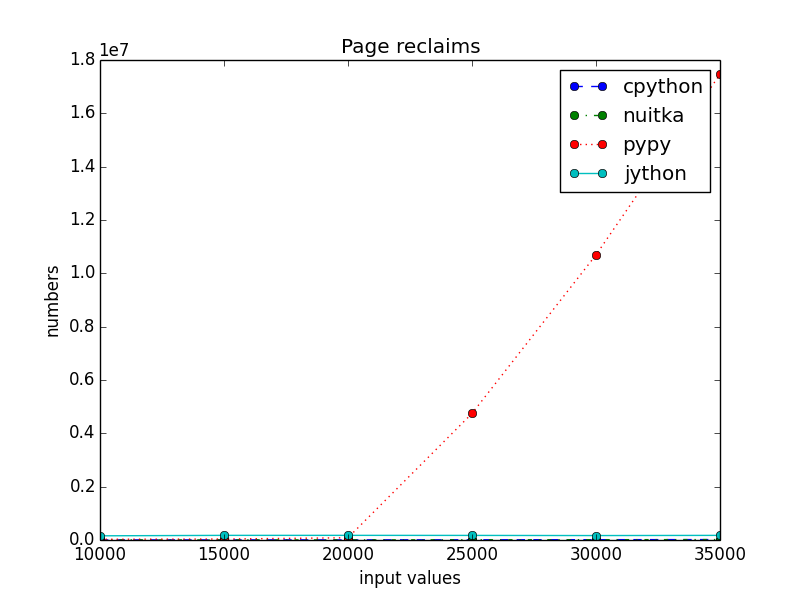 Page reclaims
1e7
1.8
1.6
1.4
1.2
1.0
0.8
0.6
0.4
0.2
0.0
numbers
cpython
nuitka
pypy
jython
10000 15000 20000 25000 30000 35000
input values